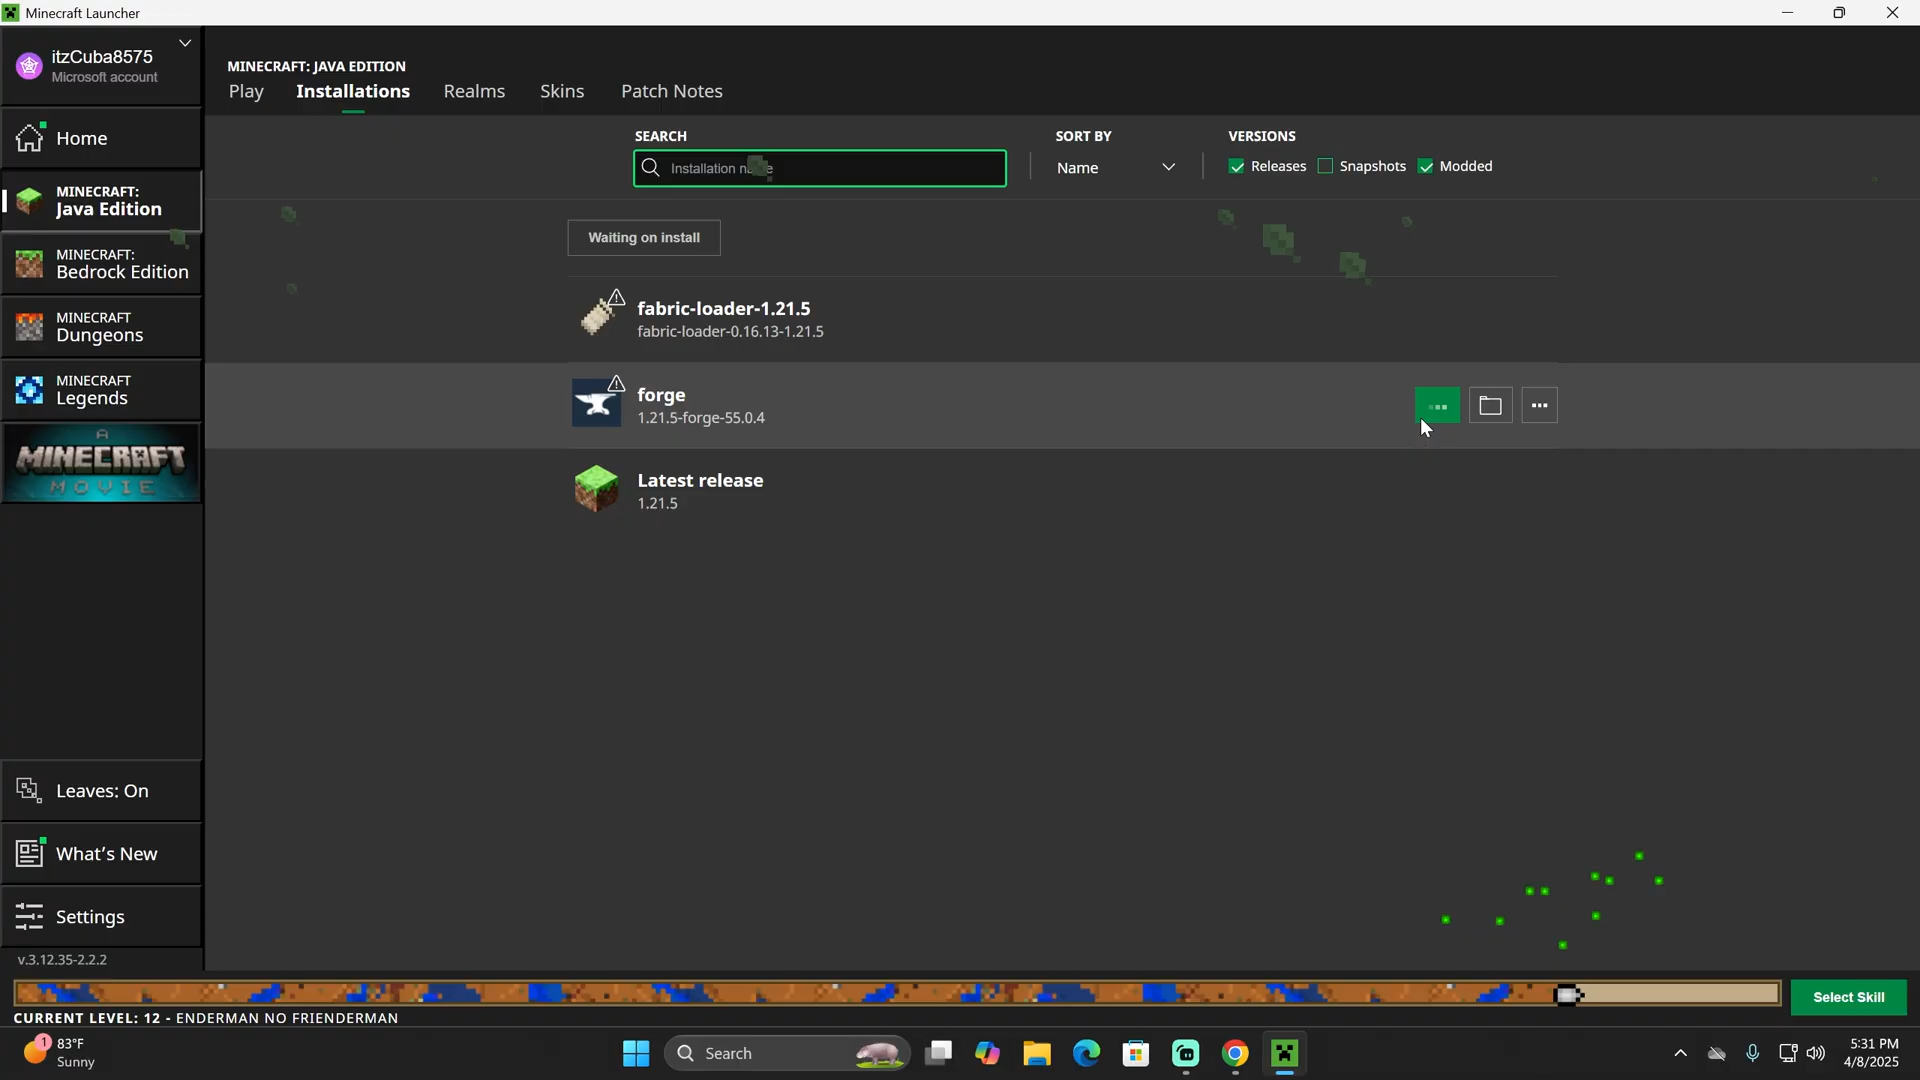 Minecraft Launcher
itzCuba8575
Microsoft account
MINECRAFT: JAVA EDITION
Play Installations Realms Skins Patch Notes
Home
MINECRAFT:
Java Edition
MINECRAFT:
Bedrock Edition
MINECRAFT
Dungeons
MINECRAFT
Legends
A
MINECRAFT
MOVIE
Leaves: On
What's New
Settings
v.3.12.35-2.2.2
SEARCH
Installation name
SORT BY
Name
VERSIONS
Releases Snapshots Modded
Waiting on install
fabric-loader-1.21.5
fabric-loader-0.16.13-1.21.5
forge
1.21.5-forge-55.0.4
Latest release
1.21.5
Select Skill
CURRENT LEVEL: 12 - ENDERMAN NO FRIENDERMAN
1
83°F
Sunny
Search
5:31 PM
4/8/2025